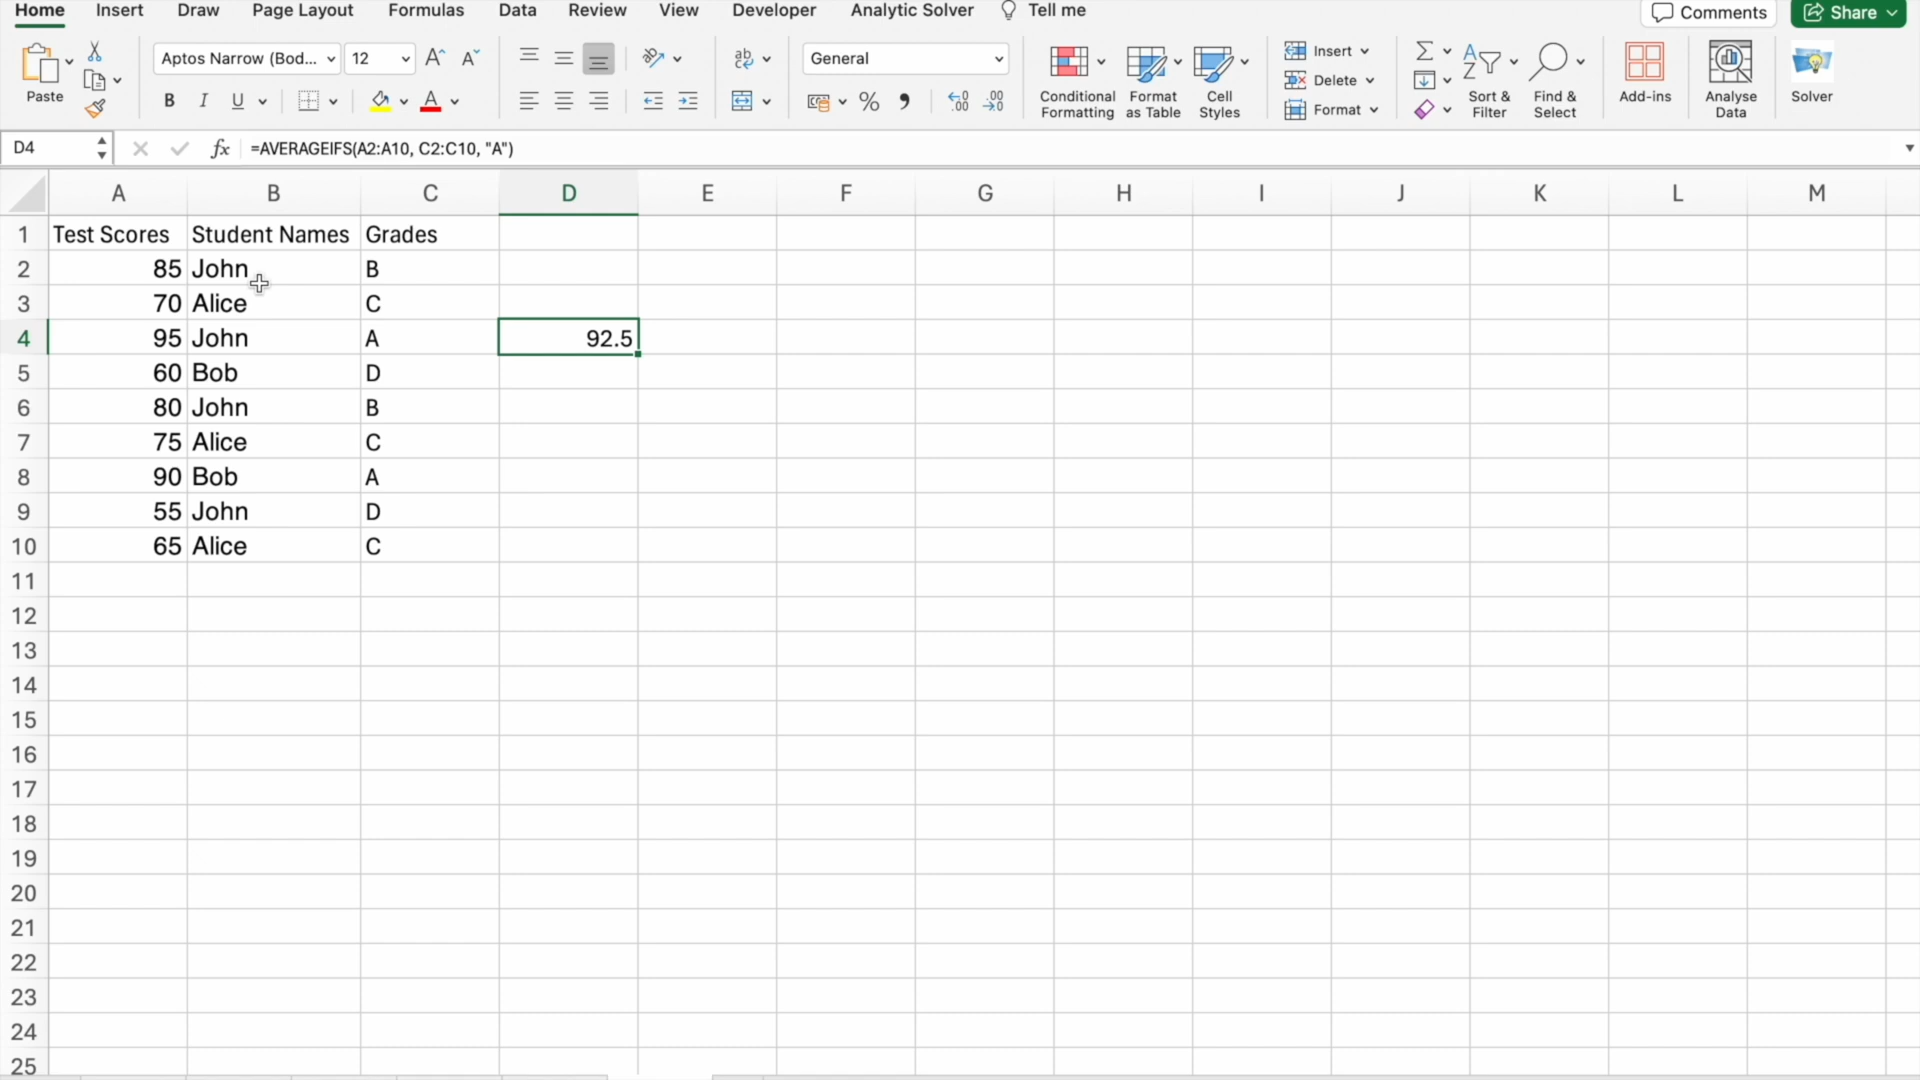 Home Insert Draw Page Layout Formulas Data Review View Developer Analytic Solver Tell me Comments Share
Paste
Aptos Narrow (Bod... 12
B I U
General
Conditional Formatting
Format as Table
Cell Styles
Insert
Delete
Format
Sort & Filter
Find & Select
Add-ins
Analyse Data
Solver
D4 fx =AVERAGEIFS(A2:A10, C2:C10, "A")
A B C D E F G H I J K L M
1 Test Scores Student Names Grades
2 85 John B
3 70 Alice C
4 95 John A 92.5
5 60 Bob D
6 80 John B
7 75 Alice C
8 90 Bob A
9 55 John D
10 65 Alice C
11
12
13
14
15
16
17
18
19
20
21
22
23
24
25